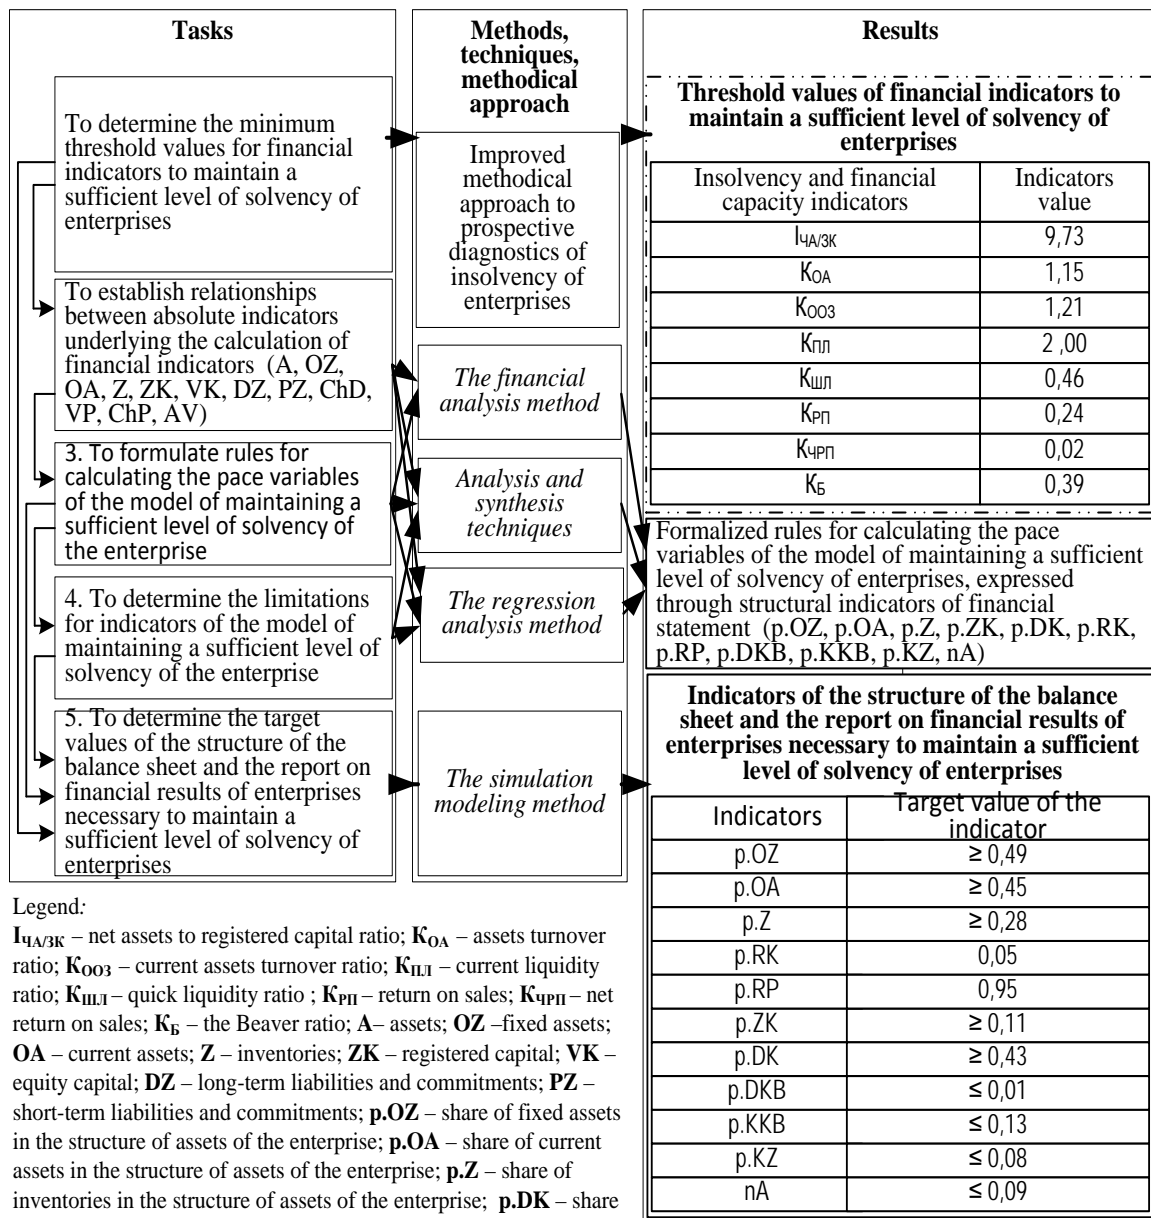 Tasks
To determine the minimum
threshold values for financial
indicators to maintain a
sufficient level of solvency of
enterprises
To establish relationships
between absolute indicators
underlying the calculation of
financial indicators (A, OZ,
OA, Z, ZK, VK, DZ, PZ, ChD,
VP, ChP, AV)
3. To formulate rules for
calculating the pace variables
of the model of maintaining a
sufficient level of solvency of
the enterprise
4. To determine the limitations
for indicators of the model of
maintaining a sufficient level of
solvency of the enterprise
5. To determine the target
values of the structure of the
balance sheet and the report on
financial results of enterprises
necessary to maintain a
sufficient level of solvency of
enterprises
Methods,
techniques,
methodical
approach
Improved
methodical
approach to
prospective
diagnostics of
insolvency of
enterprises
The financial
analysis method
Analysis and
synthesis
techniques
The regression
analysis method
The simulation
modeling method
Results
Threshold values of financial indicators to
maintain a sufficient level of solvency of
enterprises
Insolvency and financial
capacity indicators
Indicators
value
IЧА/ЗК 9,73
КОА 1,15
КООЗ 1,21
КПЛ 2 ,00
КШЛ 0,46
КРП 0,24
КЧРП 0,02
КБ 0,39
Formalized rules for calculating the pace
variables of the model of maintaining a sufficient
level of solvency of enterprises, expressed
through structural indicators of financial
statement (p.OZ, p.OA, p.Z, p.ZK, p.DK, p.RK,
p.RP, p.DKB, p.KKB, p.KZ, nA)
Indicators of the structure of the balance
sheet and the report on financial results of
enterprises necessary to maintain a sufficient
level of solvency of enterprises
Indicators
Target value of the
indicator
p.OZ ≥ 0,49
p.OA ≥ 0,45
p.Z ≥ 0,28
p.RK 0,05
p.RP 0,95
p.ZK ≥ 0,11
p.DK ≥ 0,43
p.DKB ≤ 0,01
p.KKB ≤ 0,13
p.KZ ≤ 0,08
nA ≤ 0,09
Legend:
IЧА/ЗК – net assets to registered capital ratio; КОА – assets turnover
ratio; КООЗ – current assets turnover ratio; КПЛ – current liquidity
ratio; КШЛ – quick liquidity ratio ; КРП – return on sales; КЧРП – net
return on sales; КБ – the Beaver ratio; A– assets; OZ –fixed assets;
OA – current assets; Z – inventories; ZK – registered capital; VK –
equity capital; DZ – long-term liabilities and commitments; PZ –
short-term liabilities and commitments; p.OZ – share of fixed assets
in the structure of assets of the enterprise; p.OA – share of current
assets in the structure of assets of the enterprise; p.Z – share of
inventories in the structure of assets of the enterprise; p.DK – share